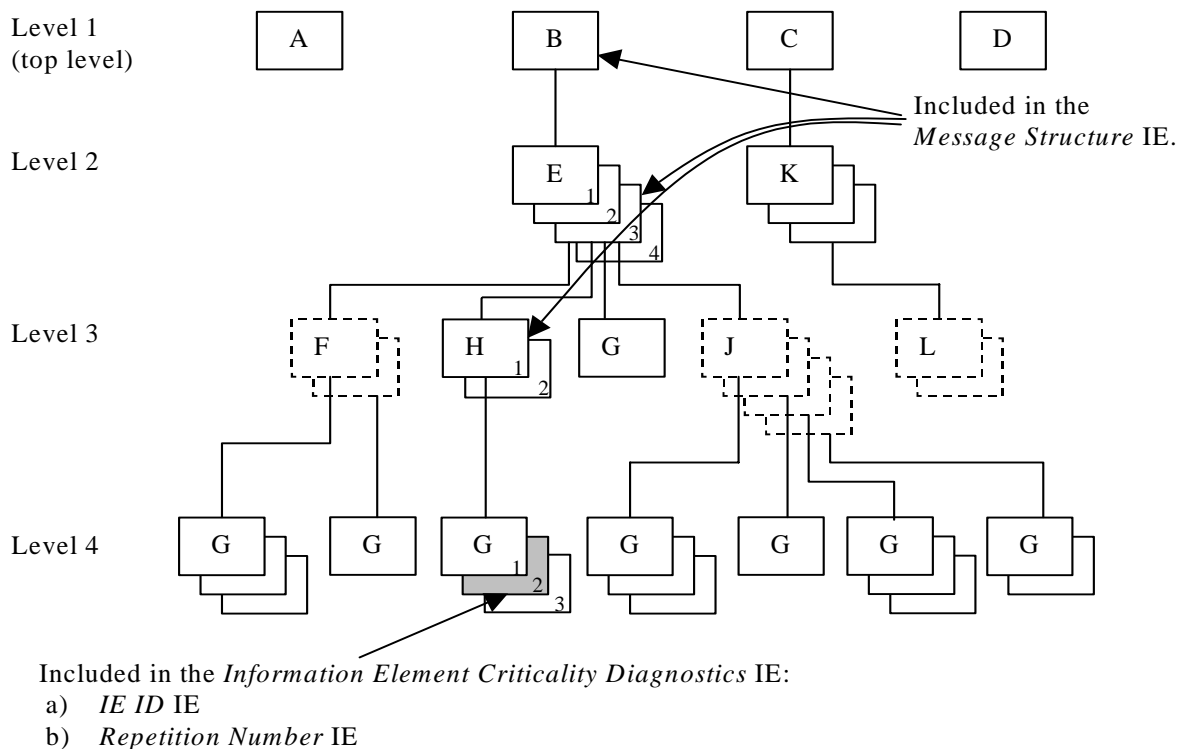 Level 1 A B C D
(top level)
Included in the
Message Structure IE.
Level 2 E 1 2 3 4 K
Level 3 F H 1 2 G J L
Level 4 G G G 1 2 3 G G G G
Included in the Information Element Criticality Diagnostics IE:
a) IE ID IE
b) Repetition Number IE